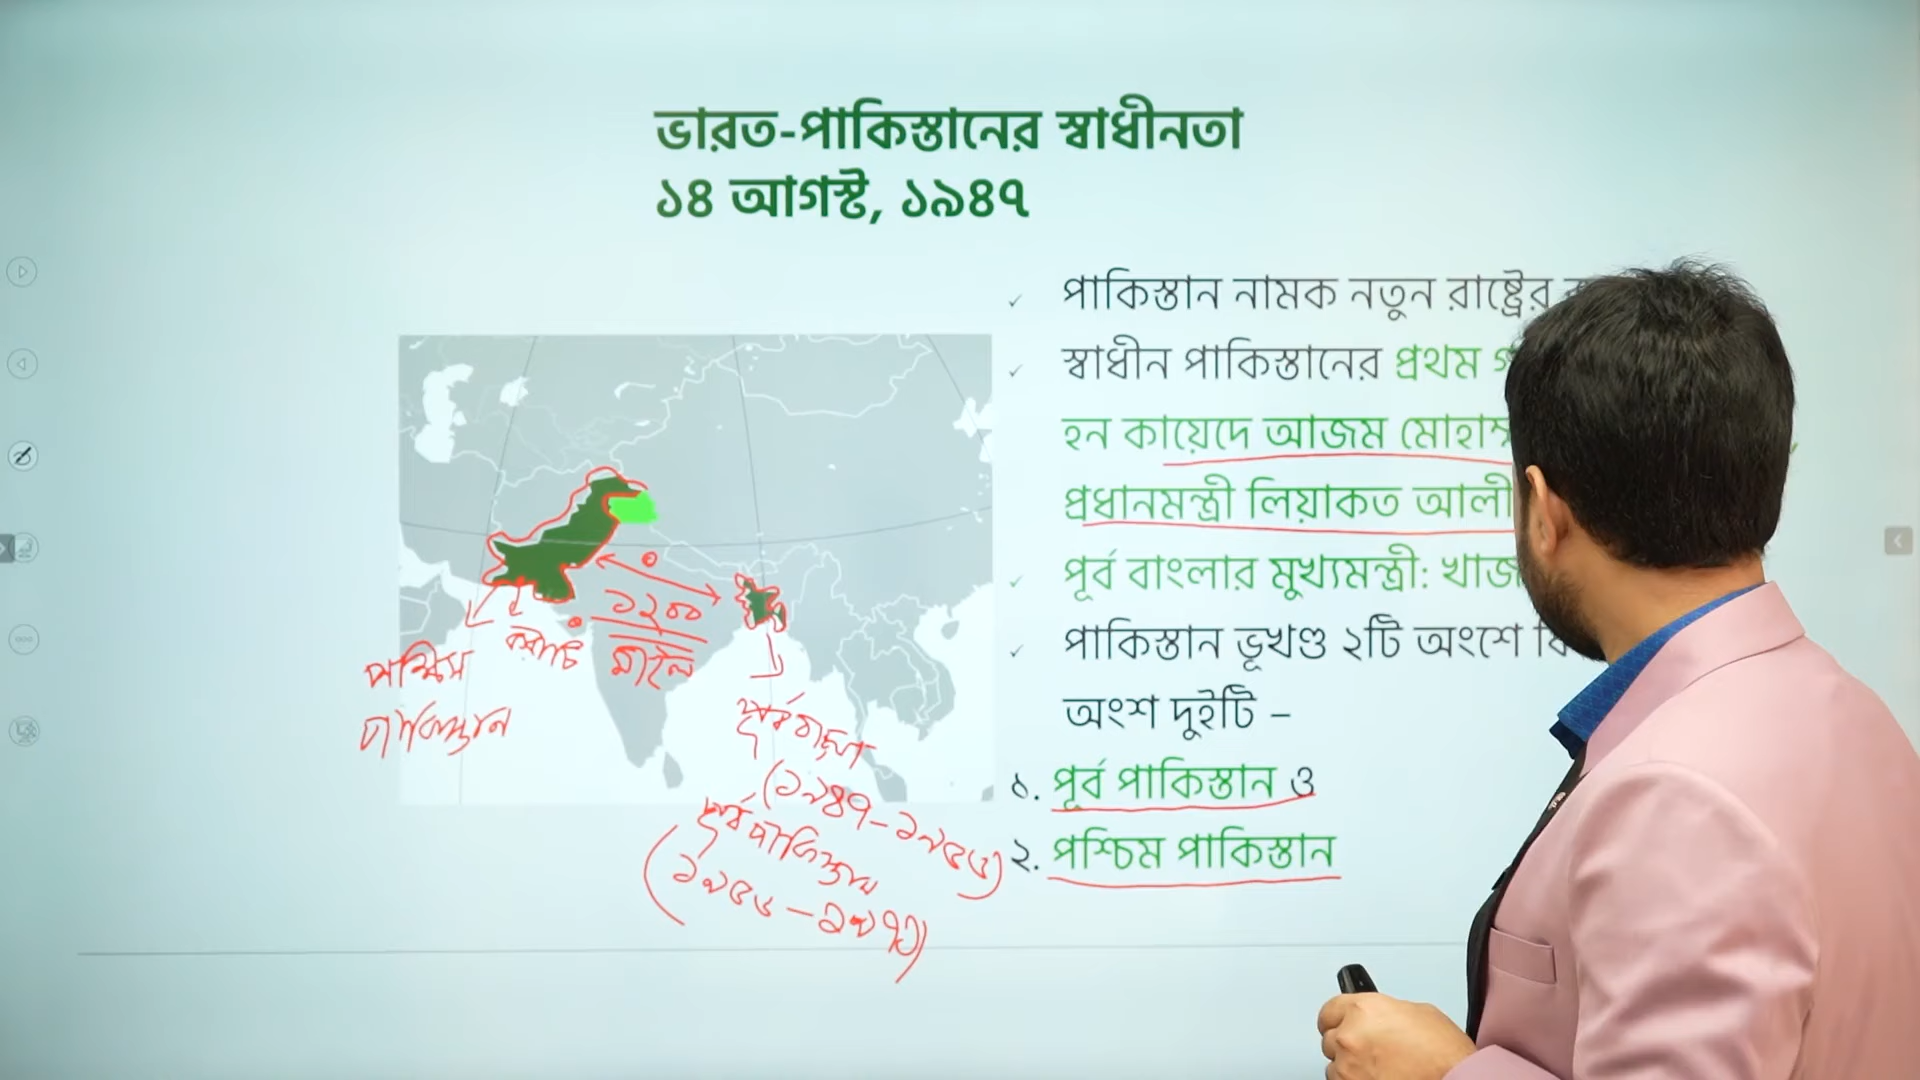 ভারত-পাকিস্তানের স্বাধীনতা
১৪ আগস্ট, ১৯৪৭
✓ পাকিস্তান নামক নতুন রাষ্ট্রের
✓ স্বাধীন পাকিস্তানের প্রথম
হন কায়েদে আজম
প্রধানমন্ত্রী লিয়াকত আলী
✓ পূর্ব বাংলার মুখ্যমন্ত্রী:
✓ পাকিস্তান ভূখণ্ড ২টি অংশে
অংশ দুইটি –
১. পূর্ব পাকিস্তান ও
২. পশ্চিম পাকিস্তান
১২০০
মাইল
করাচি
পশ্চিম
পাকিস্তান
পূর্ব বাংলা
(১৯৪৭-১৯৫৬)
পূর্ব পাকিস্তান
(১৯৫৬-১৯৭১)